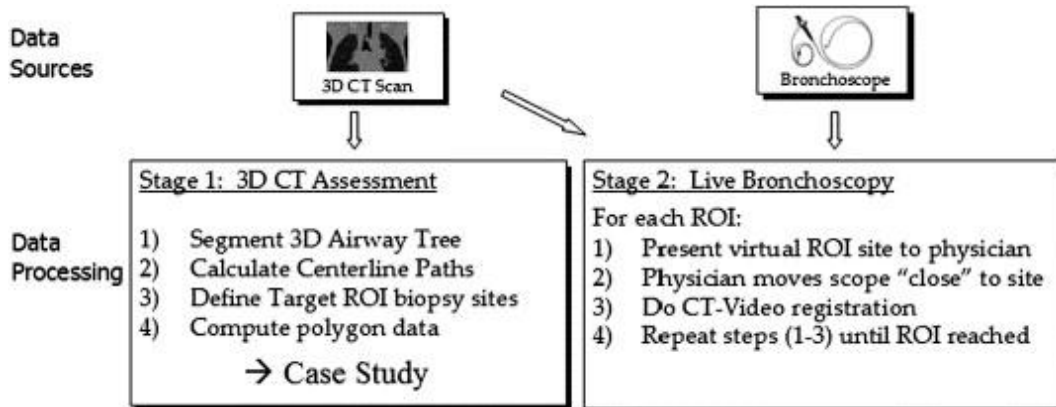 Data
Sources
3D CT Scan
Bronchoscope
Data
Processing
Stage 1: 3D CT Assessment
1) Segment 3D Airway Tree
2) Calculate Centerline Paths
3) Define Target ROI biopsy sites
4) Compute polygon data
→ Case Study
Stage 2: Live Bronchoscopy
For each ROI:
1) Present virtual ROI site to physician
2) Physician moves scope “close” to site
3) Do CT-Video registration
4) Repeat steps (1-3) until ROI reached